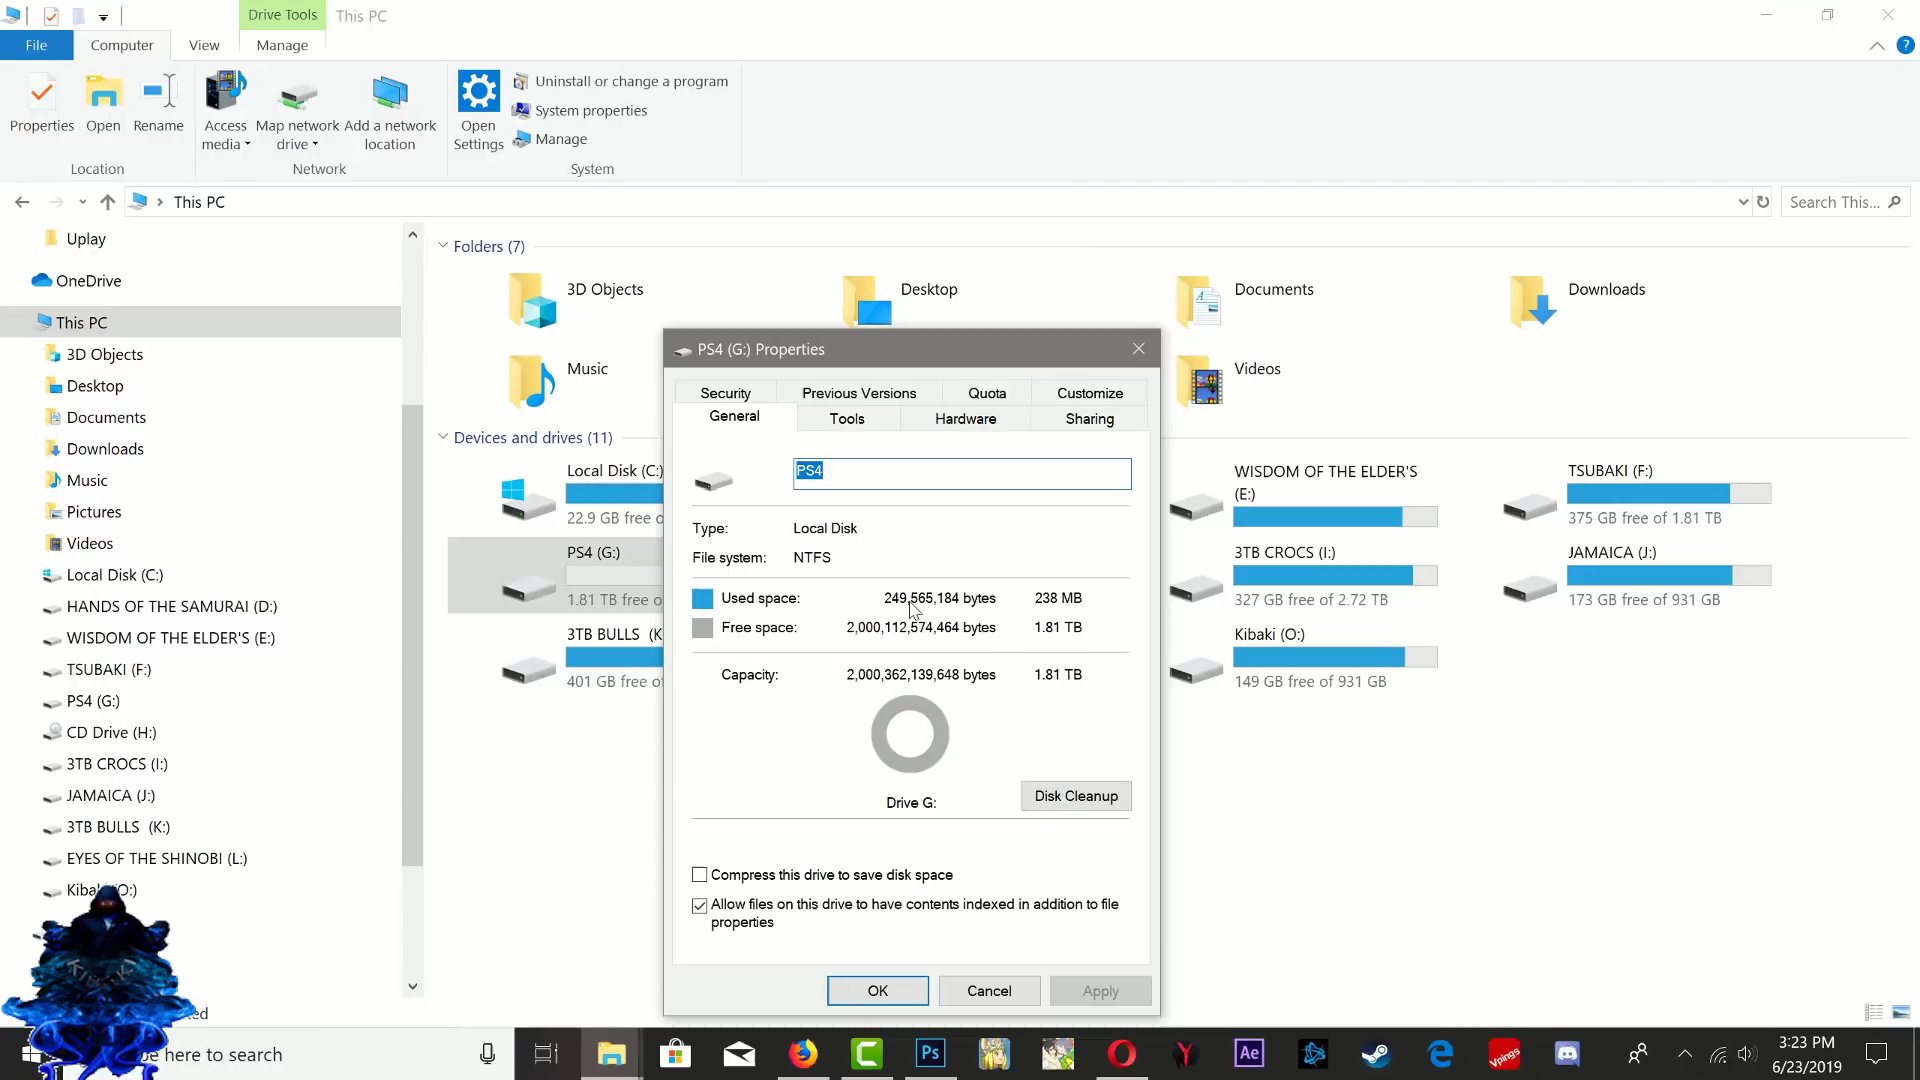 Drive Tools
This PC
File
Computer
View
Manage
Properties
Open
Rename
Access media
Map network drive
Add a network location
Open Settings
Uninstall or change a program
System properties
Manage
Location
Network
System
This PC
Search This...
Uplay
OneDrive
This PC
3D Objects
Desktop
Documents
Downloads
Music
Pictures
Videos
Local Disk (C:)
HANDS OF THE SAMURAI (D:)
WISDOM OF THE ELDER'S (E:)
TSUBAKI (F:)
PS4 (G:)
CD Drive (H:)
3TB CROCS (I:)
JAMAICA (J:)
3TB BULLS (K:)
EYES OF THE SHINOBI (L:)
Kibaki (O:)
Folders (7)
3D Objects
Desktop
Documents
Downloads
Music
Videos
Devices and drives (11)
Local Disk (C:)
22.9 GB free o
PS4 (G:)
1.81 TB free o
3TB BULLS (K
401 GB free o
WISDOM OF THE ELDER'S
(E:)
TSUBAKI (F:)
375 GB free of 1.81 TB
3TB CROCS (I:)
327 GB free of 2.72 TB
JAMAICA (J:)
173 GB free of 931 GB
Kibaki (O:)
149 GB free of 931 GB
PS4 (G:) Properties
Security
Previous Versions
Quota
Customize
General
Tools
Hardware
Sharing
PS4
Type: Local Disk
File system: NTFS
Used space: 249,565,184 bytes 238 MB
Free space: 2,000,112,574,464 bytes 1.81 TB
Capacity: 2,000,362,139,648 bytes 1.81 TB
Drive G:
Disk Cleanup
Compress this drive to save disk space
Allow files on this drive to have contents indexed in addition to file
properties
OK
Cancel
Apply
here to search
Ps
Ae
Vpings
3:23 PM
6/23/2019